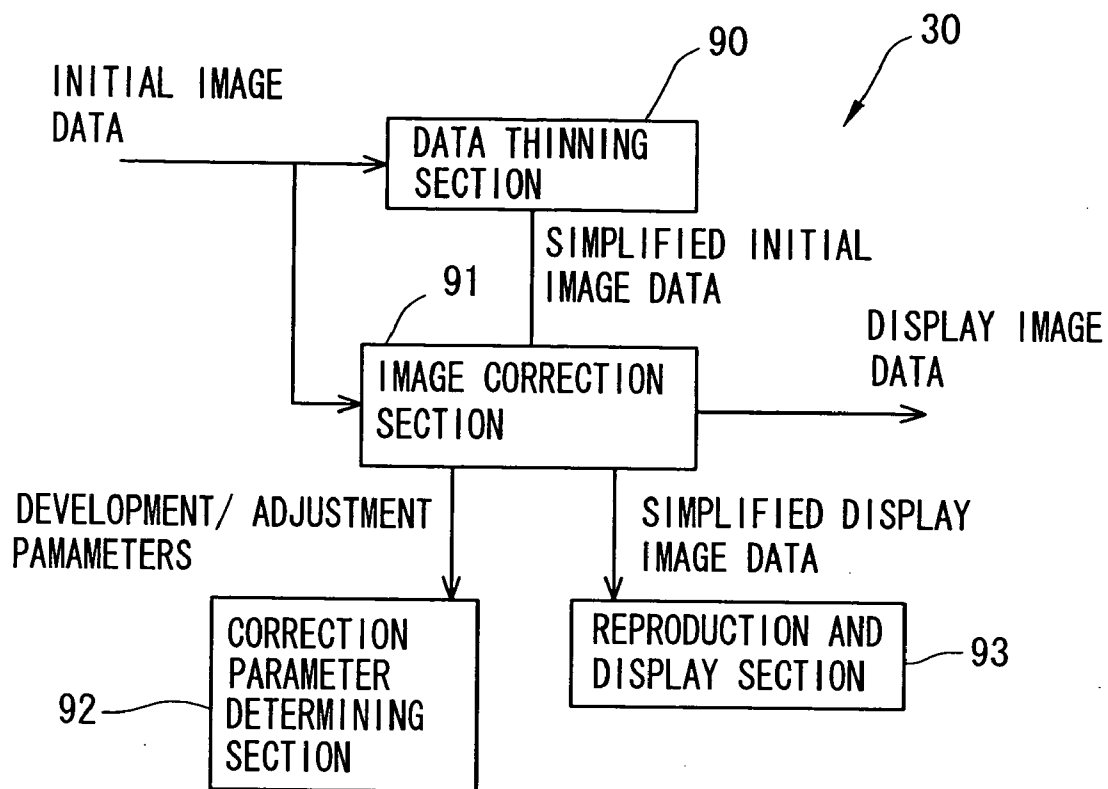 30
90
INITIAL IMAGE
DATA
DATA THINNING
SECTION
SIMPLIFIED INITIAL
IMAGE DATA
91
DISPLAY IMAGE
DATA
IMAGE CORRECTION
SECTION
DEVELOPMENT/ ADJUSTMENT
PAMAMETERS
SIMPLIFIED DISPLAY
IMAGE DATA
CORRECTION
PARAMETER
DETERMINING
SECTION
92
REPRODUCTION AND
DISPLAY SECTION
93